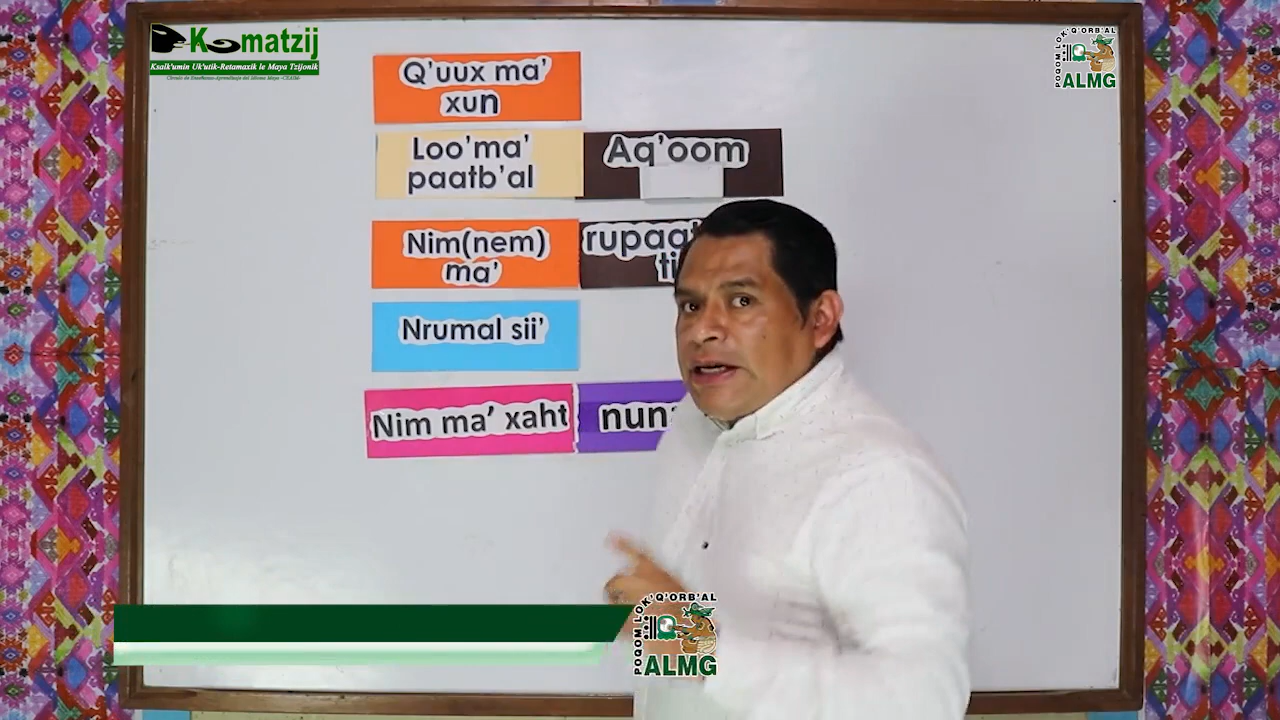 Komatzij
Ksaik'umin Uk'utik-Retamaxik le Maya Tzijonik
POQOM LOK' Q'ORB'AL
ALMG
Q'uux ma'
xun
Loo'ma'
paatb'al
Aq'oom
Nim(nem)
ma'
Nrumal sii'
Nim ma' xaht
POQOM LOK' Q'ORB'AL
ALMG